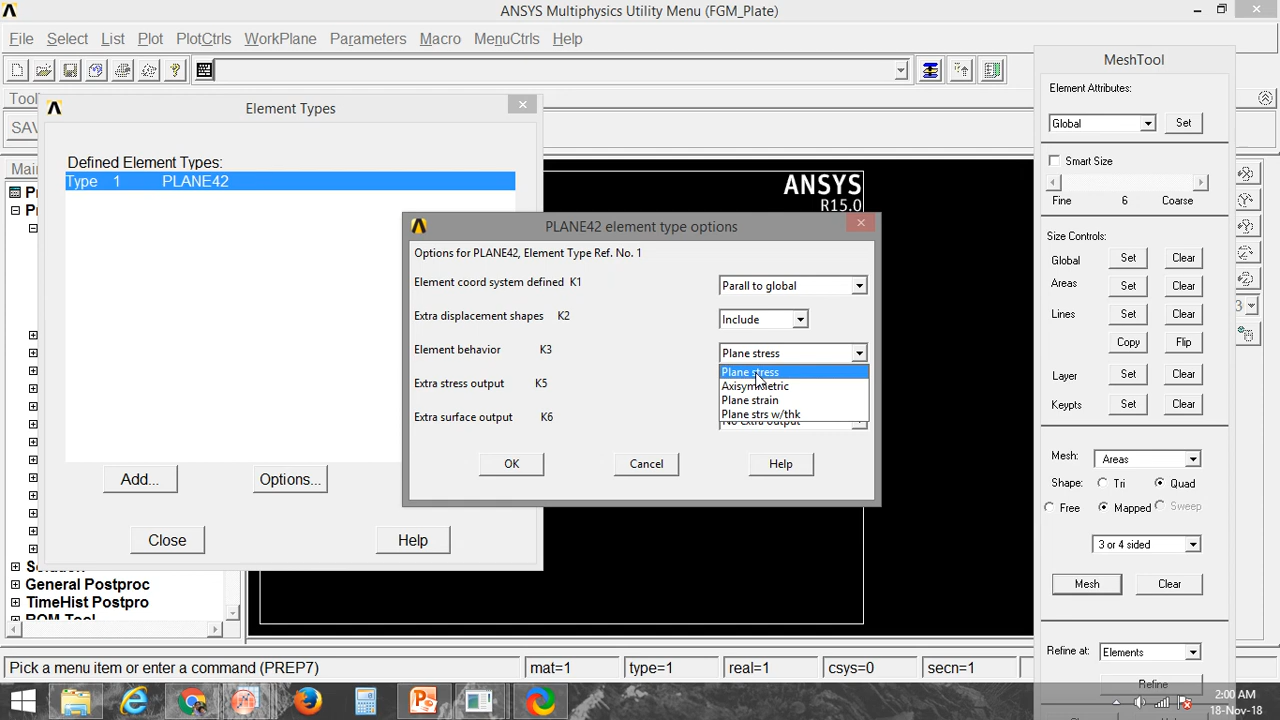 ANSYS Multiphysics Utility Menu (FGM_Plate)
File Select List Plot PlotCtrls WorkPlane Parameters Macro MenuCtrls Help
MeshTool
Element Attributes:
Global Set
Smart Size
Fine 6 Coarse
Size Controls:
Global Set Clear
Areas Set Clear
Lines Set Clear
Copy Flip
Layer Set Clear
Keypts Set Clear
Mesh: Areas
Shape: Tri Quad
Free Mapped Sweep
3 or 4 sided
Mesh Clear
Refine at: Elements
Refine
Element Types
Defined Element Types:
Type 1 PLANE42
Add... Options...
Close Help
ANSYS
R15.0
PLANE42 element type options
Options for PLANE42, Element Type Ref. No. 1
Element coord system defined K1 Parall to global
Extra displacement shapes K2 Include
Element behavior K3 Plane stress
Plane stress
Axisymmetric
Plane strain
Plane strs w/thk
Extra stress output K5
Extra surface output K6 No Extra output
OK Cancel Help
General Postproc
TimeHist Postpro
Pick a menu item or enter a command (PREP7) mat=1 type=1 real=1 csys=0 secn=1
2:00 AM
18-Nov-18